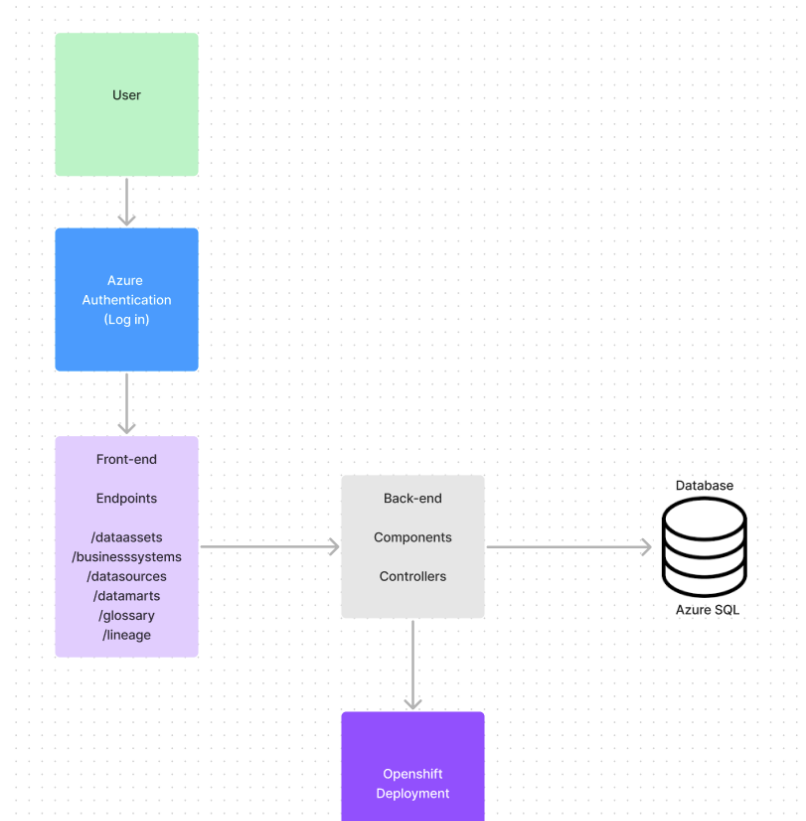 User
Azure
Authentication
(Log in)
Front-end
Endpoints
/dataassets
/businesssystems
/datasources
/datamarts
/glossary
/lineage
Back-end
Components
Controllers
Database
Azure SQL
Openshift
Deployment